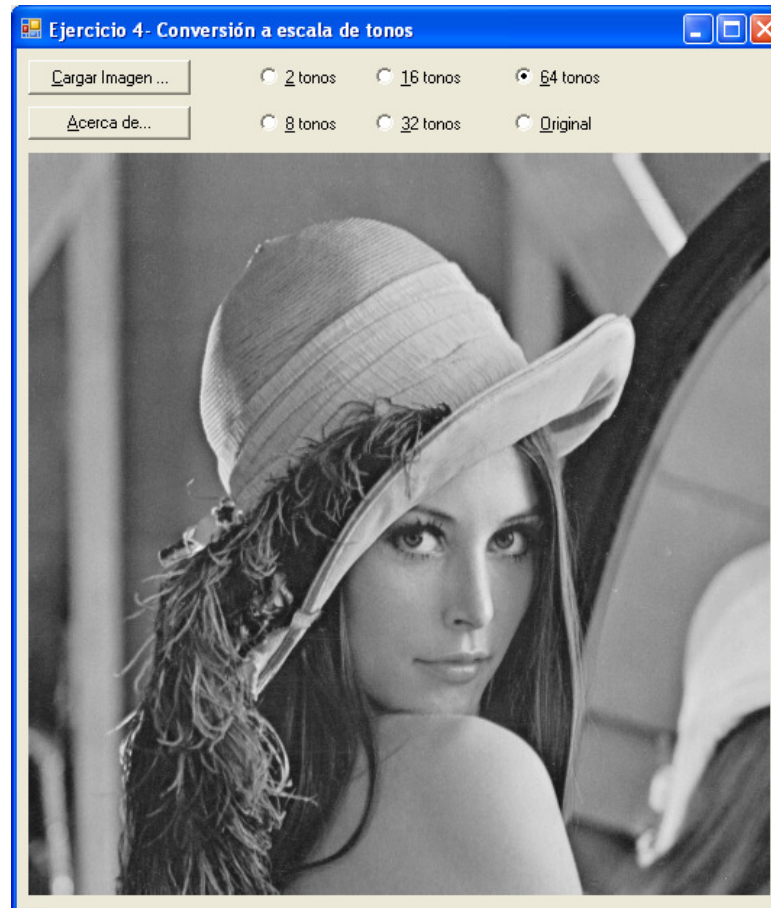 Ejercicio 4- Conversión a escala de tonos
Cargar Imagen ... 2 tonos 16 tonos 64 tonos
Acerca de... 8 tonos 32 tonos Original